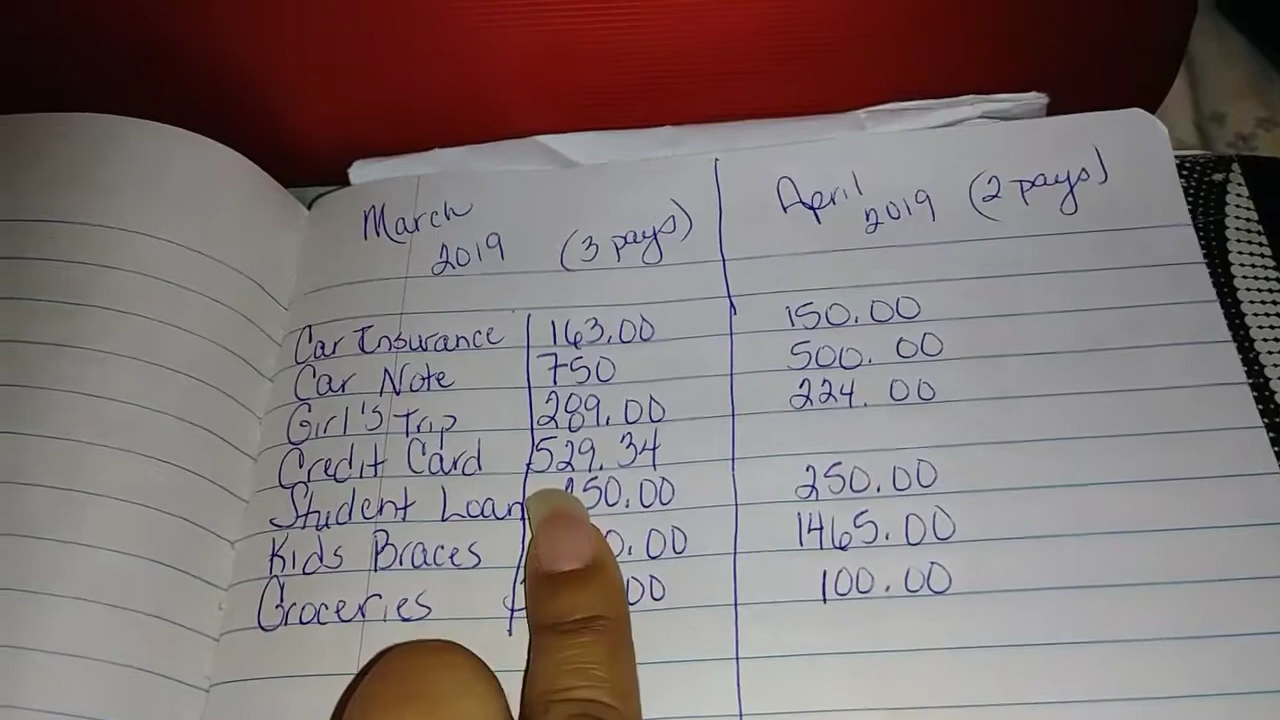 March 2019 (3 pays)
April 2019 (2 pays)
Car Insurance 163.00 150.00
Car Note 750 500.00
Girl's Trip 289.00 224.00
Credit Card 529.34
Student Loan 250.00
Kids Braces 1465.00
Groceries 100.00